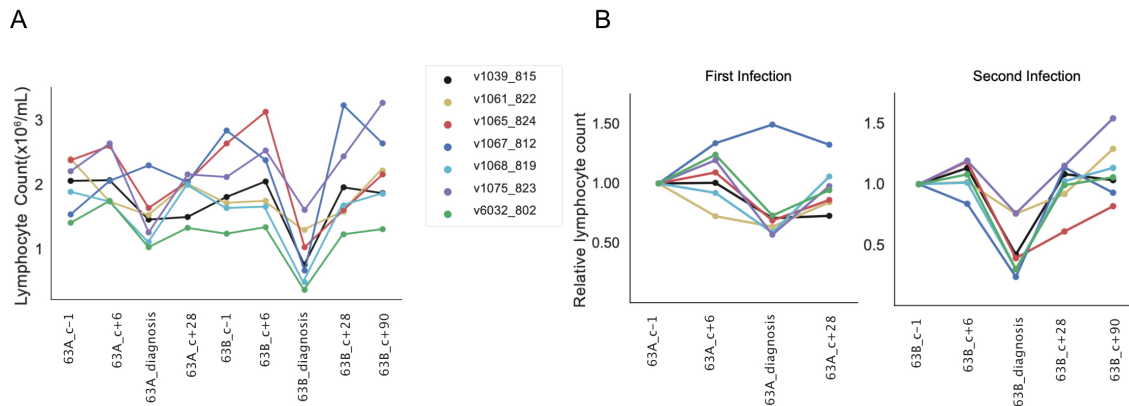 A
B
Lymphocyte Count(x10⁶/mL)
3
2
1
63A_c−1
63A_c+6
63A_diagnosis
63A_c+28
63B_c−1
63B_c+6
63B_diagnosis
63B_c+28
63B_c+90
v1039_815
v1061_822
v1065_824
v1067_812
v1068_819
v1075_823
v6032_802
First Infection
Relative lymphocyte count
1.50
1.00
0.50
63A_c−1
63A_c+6
63A_diagnosis
63A_c+28
Second Infection
1.5
1.0
0.5
63B_c−1
63B_c+6
63B_diagnosis
63B_c+28
63B_c+90